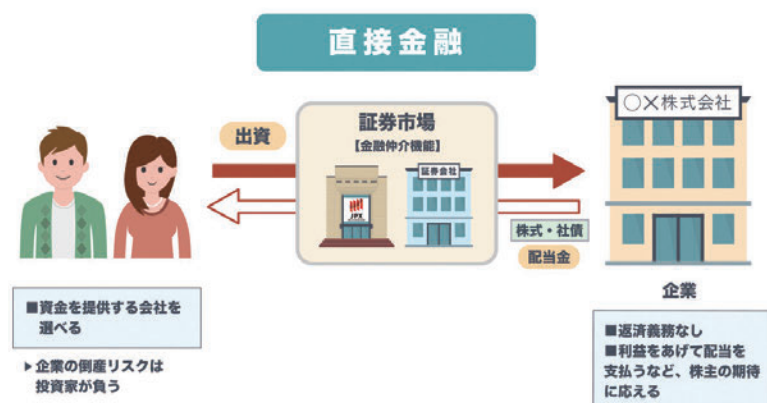 直接金融
出資
証券市場
【金融仲介機能】
JPX
証券会社
株式・社債
配当金
○×株式会社
企業
■資金を提供する会社を
選べる
▶企業の倒産リスクは
投資家が負う
■返済義務なし
■利益をあげて配当を
支払うなど、株主の期待
に応える